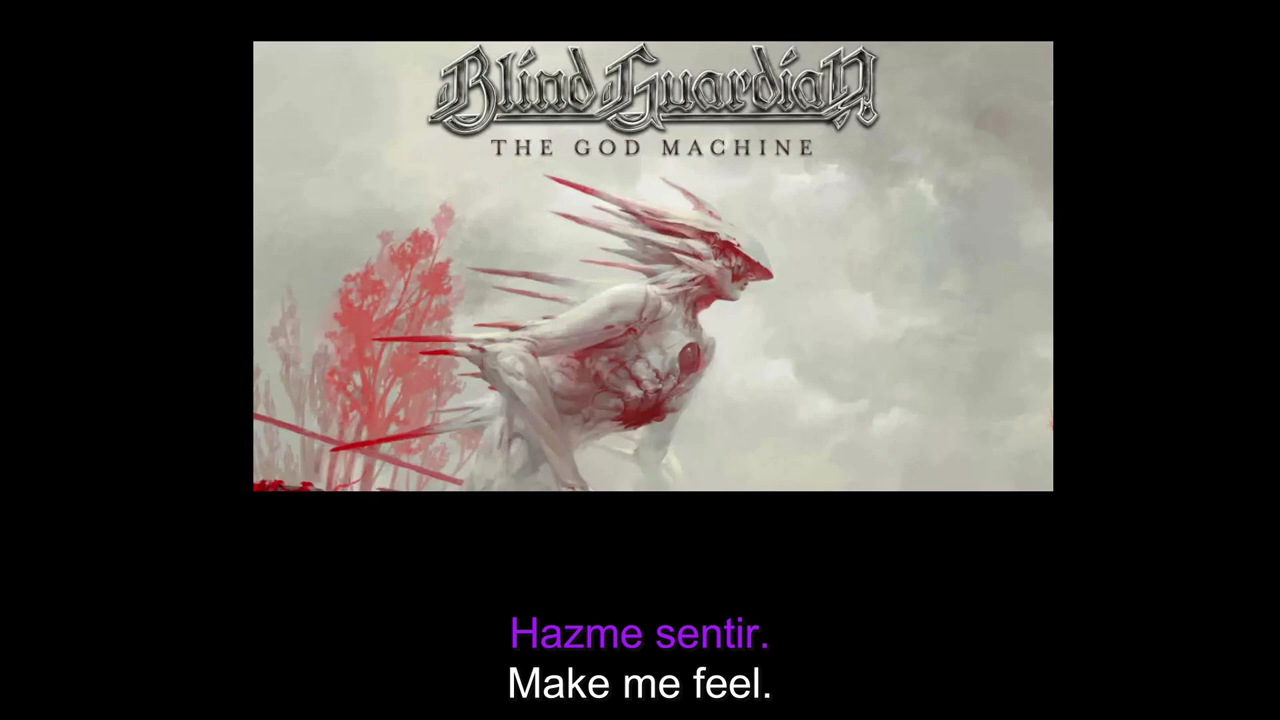 Blind Guardian
THE GOD MACHINE
Hazme sentir.
Make me feel.